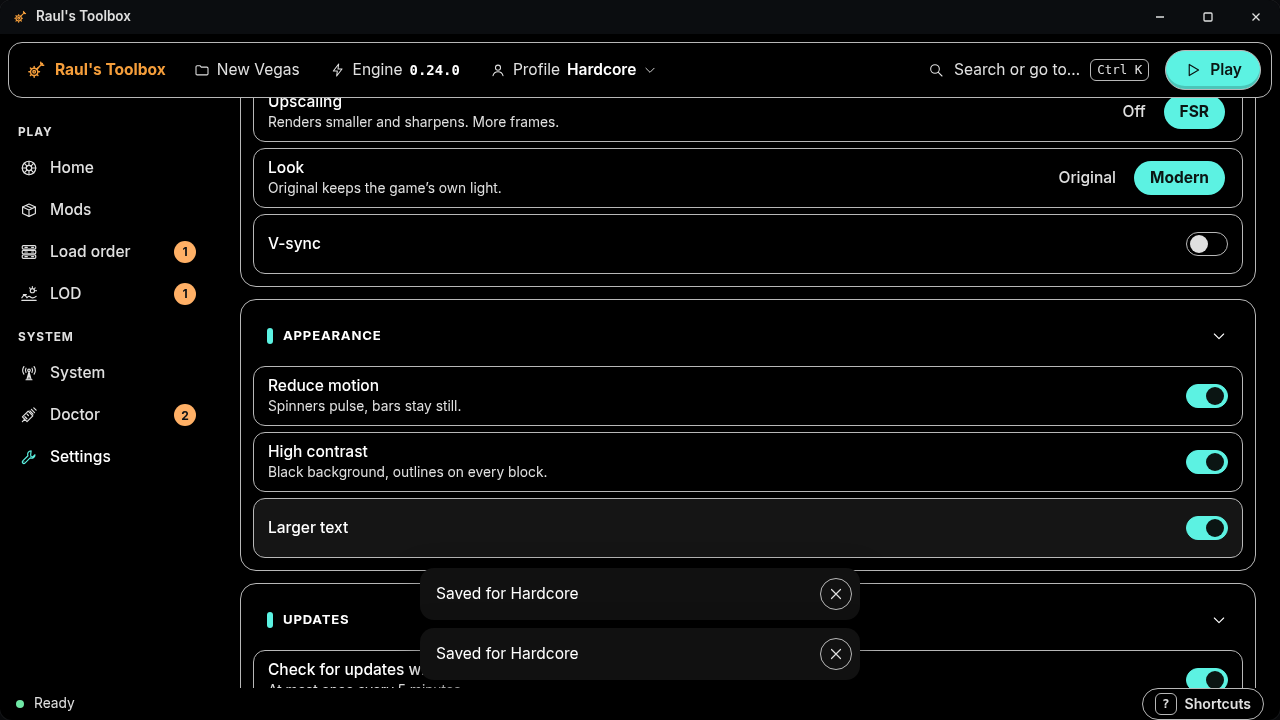 Raul's Toolbox
Raul's Toolbox
New Vegas
Engine 0.24.0
Profile Hardcore
Search or go to...
Ctrl K
Play
PLAY
Home
Mods
Load order
1
LOD
1
SYSTEM
System
Doctor
2
Settings
Upscaling
Renders smaller and sharpens. More frames.
Off
FSR
Look
Original keeps the game’s own light.
Original
Modern
V-sync
APPEARANCE
Reduce motion
Spinners pulse, bars stay still.
High contrast
Black background, outlines on every block.
Larger text
UPDATES
Check for updates
Saved for Hardcore
Saved for Hardcore
Ready
? Shortcuts